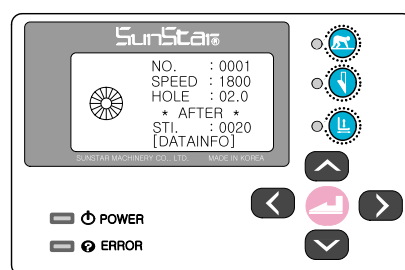 SunStar®
NO. : 0001
SPEED : 1800
HOLE : 02.0
* AFTER *
STI. : 0020
[DATAINFO]
SUNSTAR MACHINERY CO., LTD. MADE IN KOREA
POWER
ERROR